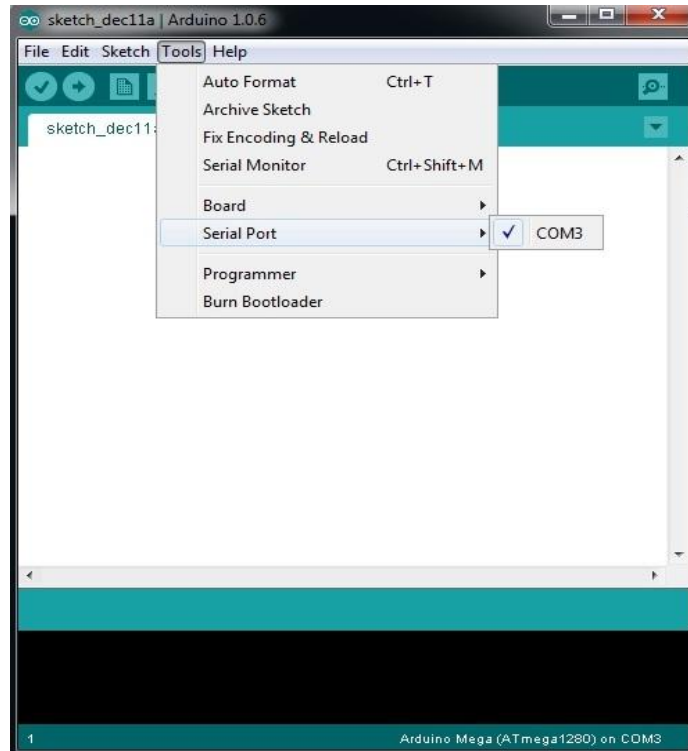 sketch_dec11a | Arduino 1.0.6
File Edit Sketch Tools Help
sketch_dec11a
Auto Format Ctrl+T
Archive Sketch
Fix Encoding & Reload
Serial Monitor Ctrl+Shift+M
Board
Serial Port
COM3
Programmer
Burn Bootloader
1 Arduino Mega (ATmega1280) on COM3